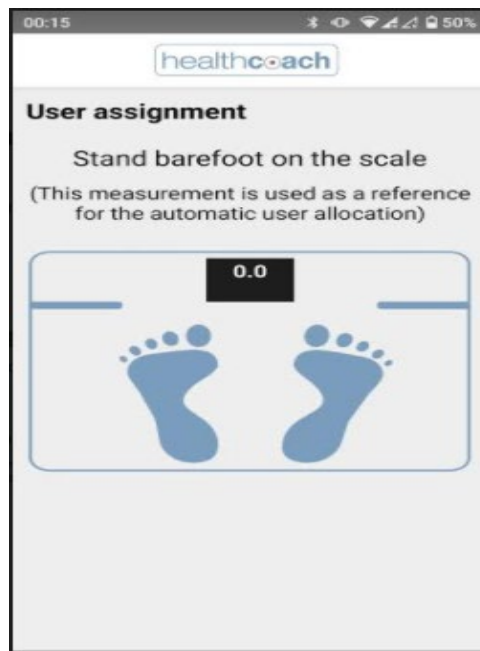 00:15 50%
healthcoach
User assignment
Stand barefoot on the scale
(This measurement is used as a reference
for the automatic user allocation)
0.0